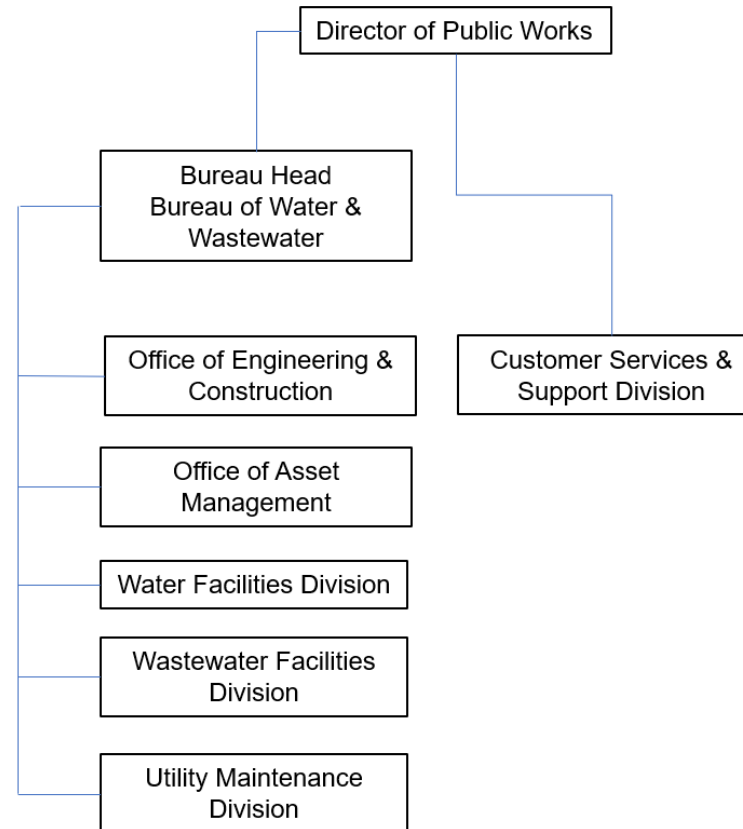 Director of Public Works
Bureau Head
Bureau of Water &
Wastewater
Office of Engineering &
Construction
Customer Services &
Support Division
Office of Asset
Management
Water Facilities Division
Wastewater Facilities
Division
Utility Maintenance
Division